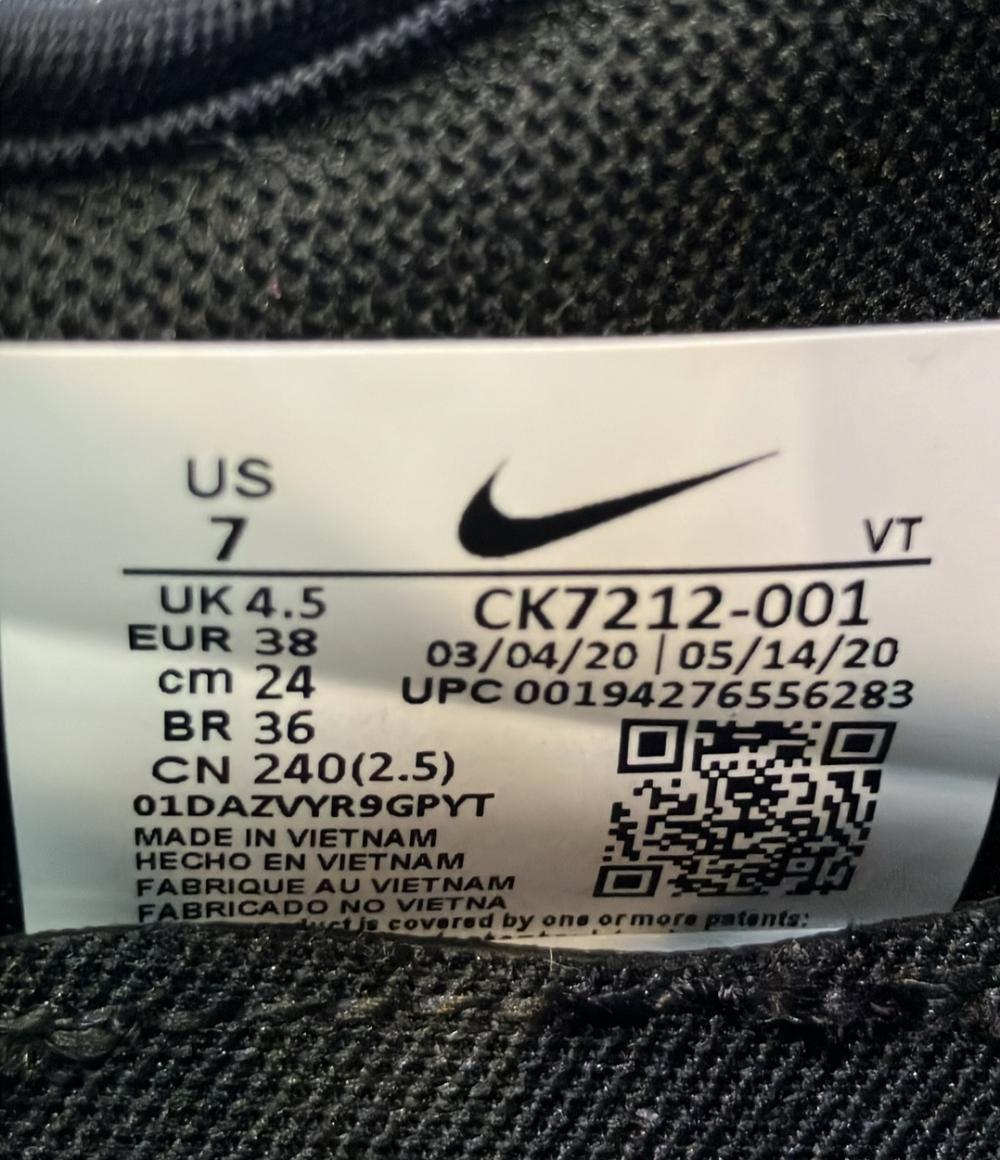 US
7
VT
UK 4.5
EUR 38
cm 24
BR 36
CN 240(2.5)
CK7212-001
03/04/20 | 05/14/20
UPC 00194276556283
01DAZVYR9GPYT
MADE IN VIETNAM
HECHO EN VIETNAM
FABRIQUE AU VIETNAM
FABRICADO NO VIETNA
is covered by one or more patents: